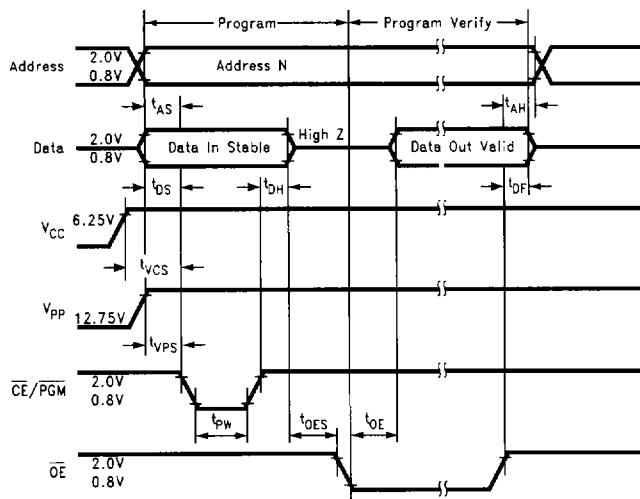 Program
Program Verify
Address
2.0V
0.8V
Address N
tAS
tAH
Data
2.0V
0.8V
Data In Stable
High Z
Data Out Valid
tDS
tDH
tDF
VCC
6.25V
tVCS
VPP
12.75V
tVPS
CE/PGM
2.0V
0.8V
tPW
tOES
tOE
OE
2.0V
0.8V